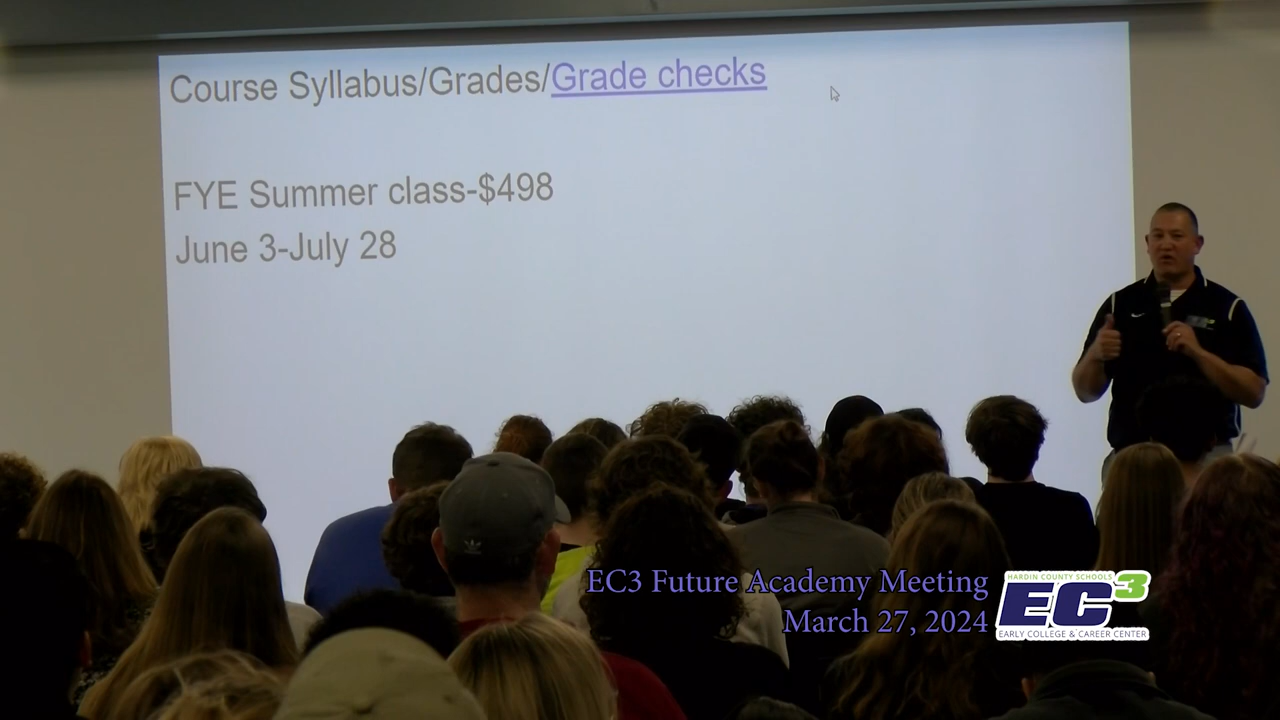 Course Syllabus/Grades/Grade checks
FYE Summer class-$498
June 3-July 28
EC3 Future Academy Meeting
March 27, 2024
HARDIN COUNTY SCHOOLS
EC3
EARLY COLLEGE & CAREER CENTER